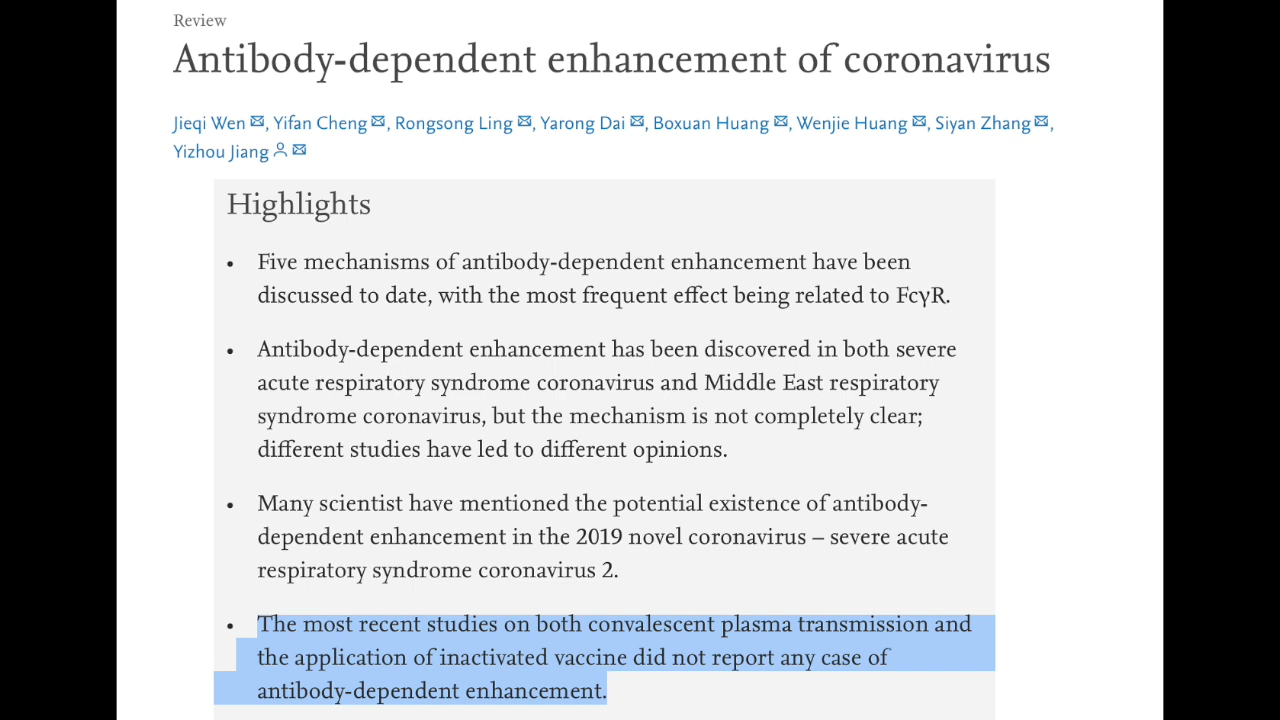 Review
Antibody-dependent enhancement of coronavirus
Jieqi Wen, Yifan Cheng, Rongsong Ling, Yarong Dai, Boxuan Huang, Wenjie Huang, Siyan Zhang,
Yizhou Jiang
Highlights
• Five mechanisms of antibody-dependent enhancement have been
discussed to date, with the most frequent effect being related to FcγR.
• Antibody-dependent enhancement has been discovered in both severe
acute respiratory syndrome coronavirus and Middle East respiratory
syndrome coronavirus, but the mechanism is not completely clear;
different studies have led to different opinions.
• Many scientist have mentioned the potential existence of antibody-
dependent enhancement in the 2019 novel coronavirus – severe acute
respiratory syndrome coronavirus 2.
• The most recent studies on both convalescent plasma transmission and
the application of inactivated vaccine did not report any case of
antibody-dependent enhancement.